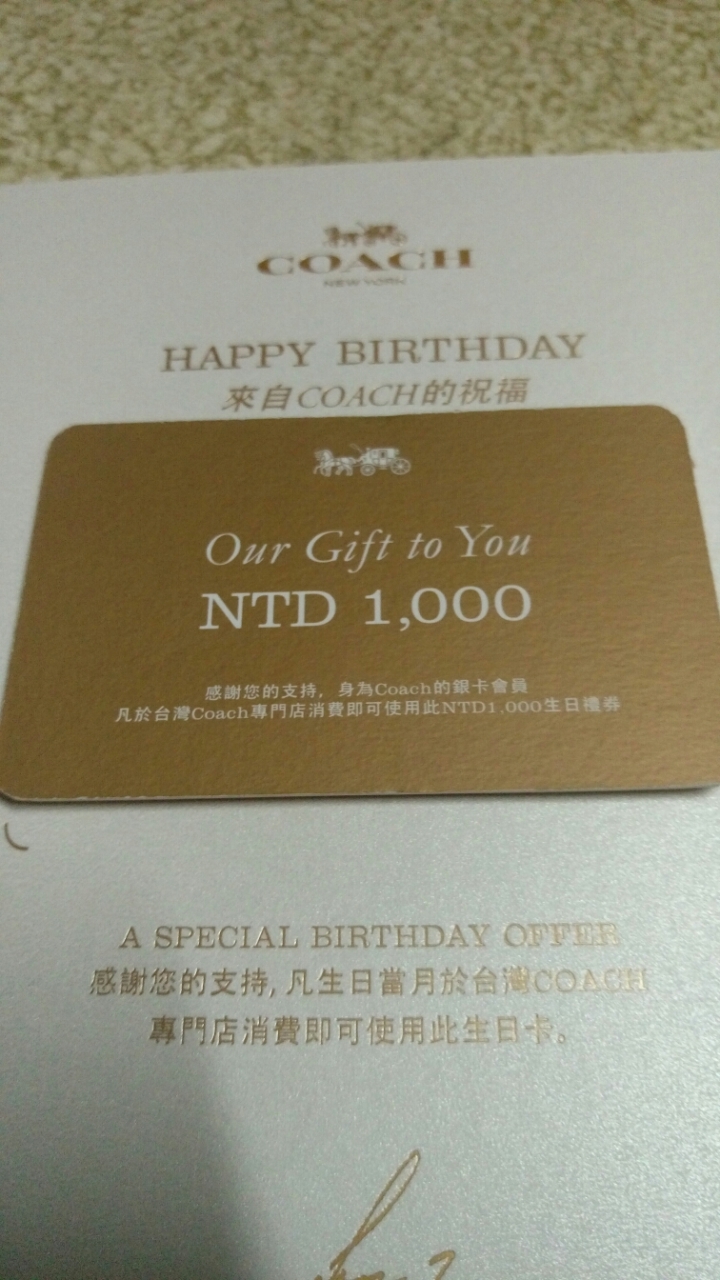 COACH
NEW YORK
HAPPY BIRTHDAY
來自COACH的祝福
Our Gift to You
NTD 1,000
感謝您的支持，身為Coach的銀卡會員
凡於台灣Coach專門店消費即可使用此NTD1,000生日禮券
A SPECIAL BIRTHDAY OFFER
感謝您的支持, 凡生日當月於台灣COACH
專門店消費即可使用此生日卡。